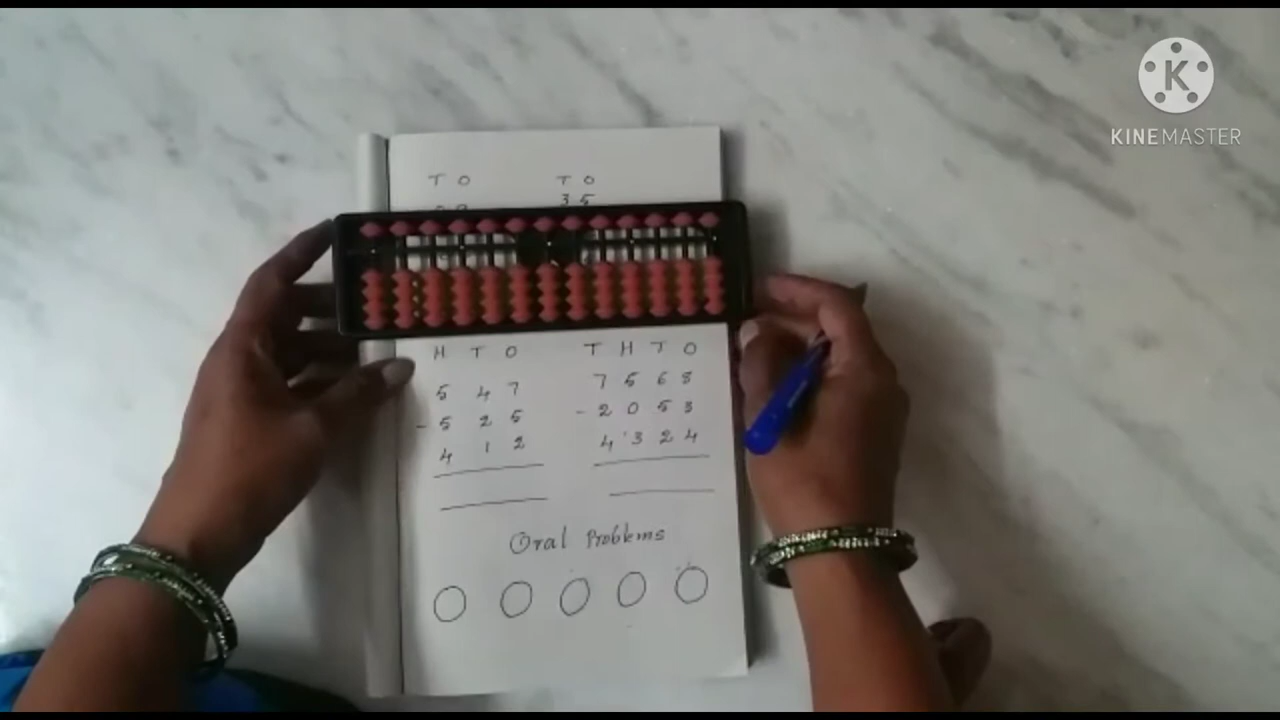 K
KINEMASTER
T O T O
3 5
H T O T H T O
5 4 7 7 5 6 8
- 5 2 5 - 2 0 5 3
4 1 2 4 3 2 4
Oral Problems